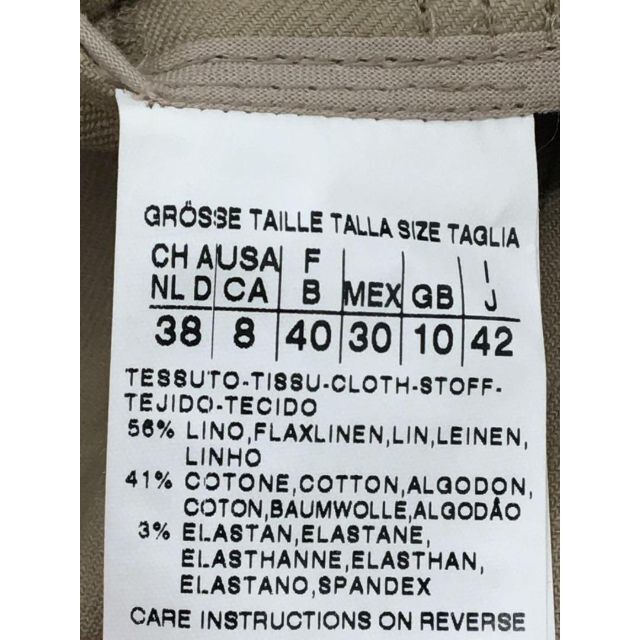 GRÖSSE TAILLE TALLA SIZE TAGLIA
CH A USA F MEX GB I
NL D CA B J
38 8 40 30 10 42
TESSUTO-TISSU-CLOTH-STOFF-
TEJIDO-TECIDO
56% LINO,FLAXLINEN,LIN,LEINEN,
LINHO
41% COTONE,COTTON,ALGODON,
COTON,BAUMWOLLE,ALGODÃO
3% ELASTAN,ELASTANE,
ELASTHANNE,ELASTHAN,
ELASTANO,SPANDEX
CARE INSTRUCTIONS ON REVERSE